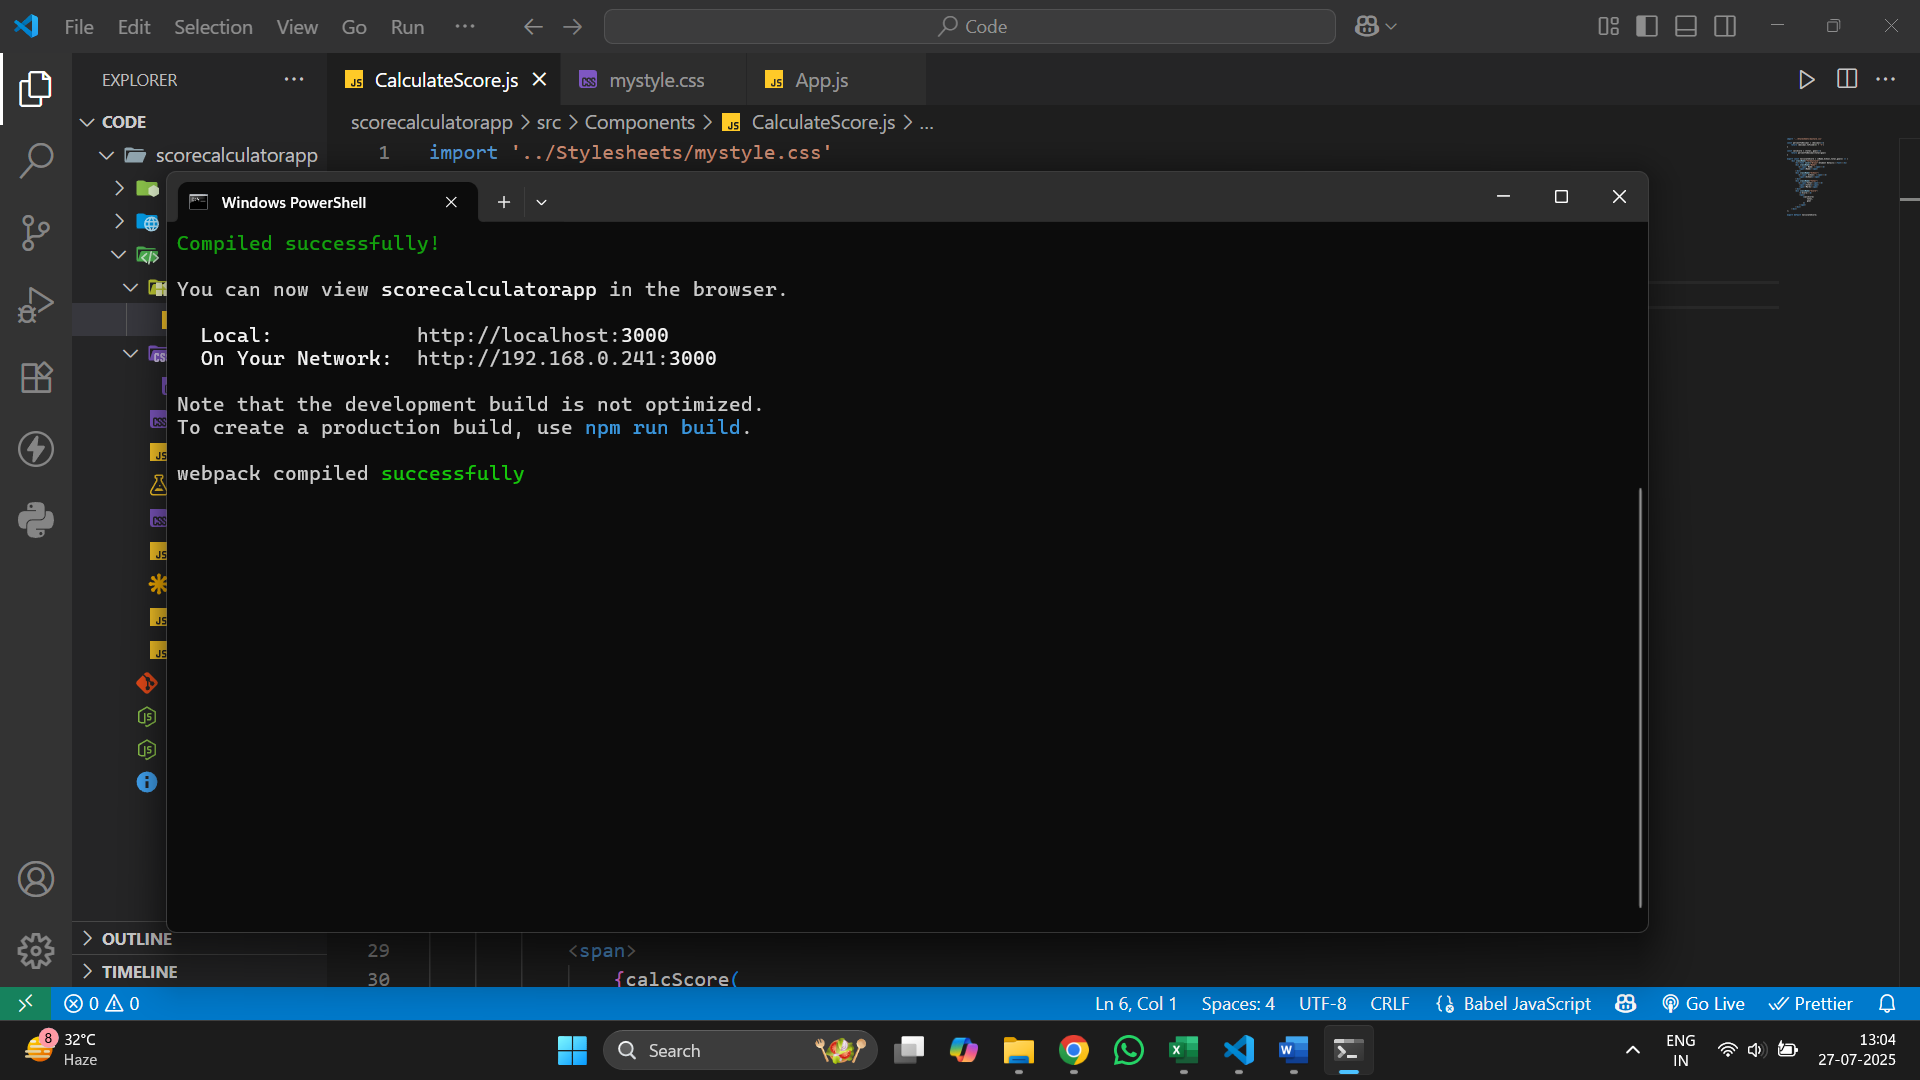 File Edit Selection View Go Run ··· Code
EXPLORER
CalculateScore.js
mystyle.css
App.js
CODE
scorecalculatorapp > src > Components > CalculateScore.js > ...
scorecalculatorapp
1 import '../Stylesheets/mystyle.css'
Windows PowerShell
Compiled successfully!
You can now view scorecalculatorapp in the browser.
Local: http://localhost:3000
On Your Network: http://192.168.0.241:3000
Note that the development build is not optimized.
To create a production build, use npm run build.
webpack compiled successfully
OUTLINE
TIMELINE
29 <span>
30 {calcScore(
0 0 Ln 6, Col 1 Spaces: 4 UTF-8 CRLF Babel JavaScript Go Live Prettier
8 32°C
Haze
Search
ENG
IN
13:04
27-07-2025